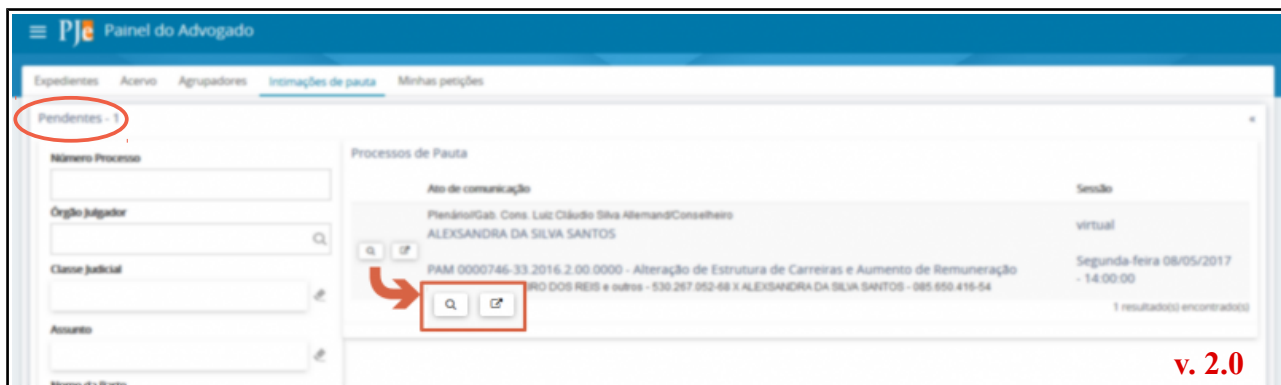 PJe Painel do Advogado
Expedientes Acervo Agrupadores Intimações de pauta Minhas petições
Pendentes - 1
Número Processo
Processos de Pauta
Ato de comunicação Sessão
Órgão Julgador
Plenário/Gab. Cons. Luiz Cláudio Silva Allemand/Conselheiro
ALEXSANDRA DA SILVA SANTOS
virtual
Classe Judicial
PAM 0000746-33.2016.2.00.0000 - Alteração de Estrutura de Carreiras e Aumento de Remuneração
Segunda-feira 08/05/2017
- 14:00:00
IRO DOS REIS e outros - 530.267.052-68 X ALEXSANDRA DA SILVA SANTOS - 085.650.416-54
1 resultado(s) encontrado(s)
Assunto
Nome da Parte
v. 2.0